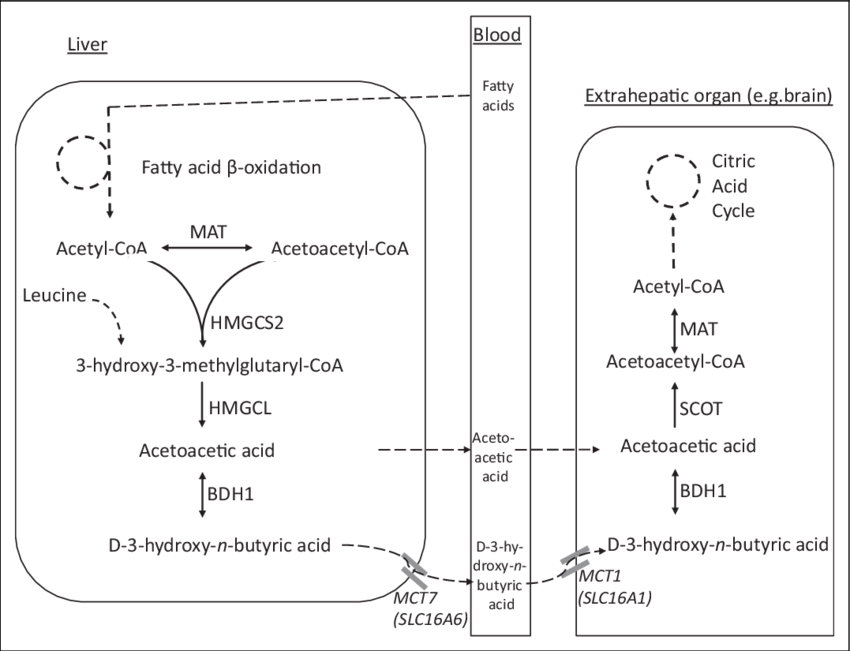 Liver
Blood
Extrahepatic organ (e.g.brain)
Fatty
acids
Fatty acid β-oxidation
Acetyl-CoA
MAT
Acetoacetyl-CoA
Leucine
HMGCS2
3-hydroxy-3-methylglutaryl-CoA
HMGCL
Acetoacetic acid
BDH1
D-3-hydroxy-n-butyric acid
MCT7
(SLC16A6)
Aceto-
acetic
acid
D-3-hy-
droxy-n-
butyric
acid
Citric
Acid
Cycle
Acetyl-CoA
MAT
Acetoacetyl-CoA
SCOT
Acetoacetic acid
BDH1
D-3-hydroxy-n-butyric acid
MCT1
(SLC16A1)